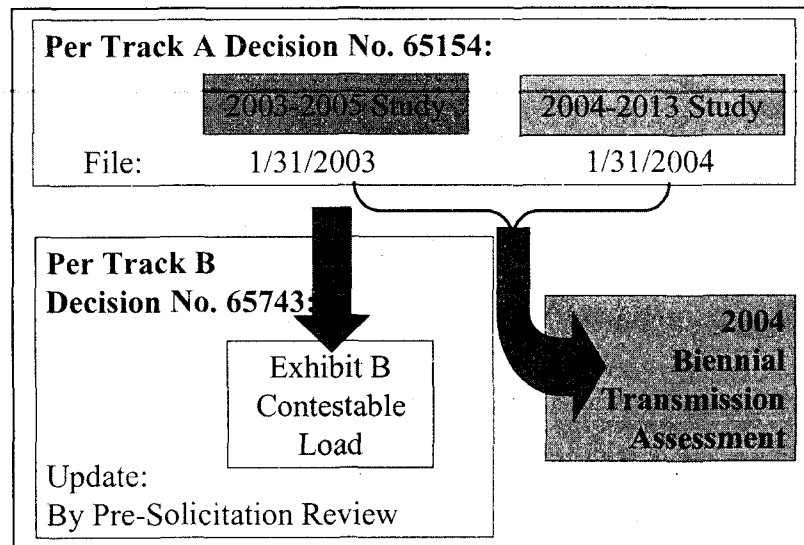 Per Track A Decision No. 65154:
2003-2005 Study
2004-2013 Study
File:
1/31/2003
1/31/2004
Per Track B
Decision No. 65743:
Exhibit B
Contestable
Load
Update:
By Pre-Solicitation Review
2004
Biennial
Transmission
Assessment